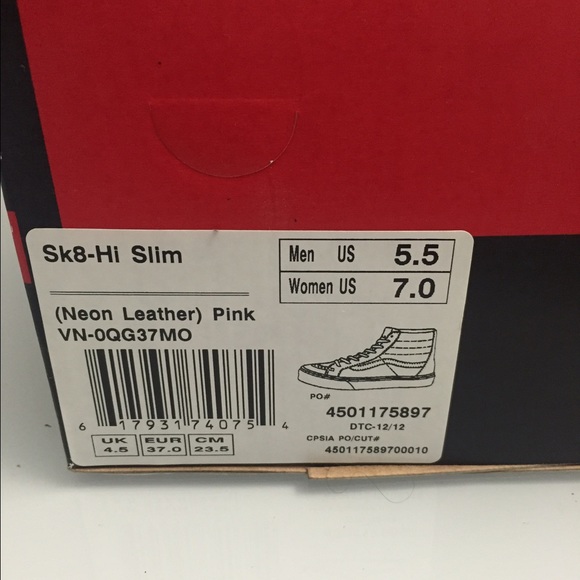 Sk8-Hi Slim
Men US 5.5
Women US 7.0
(Neon Leather) Pink
VN-0QG37MO
6 17931 74075 4
UK EUR CM
4.5 37.0 23.5
PO#
4501175897
DTC-12/12
CPSIA PO/CUT#
450117589700010